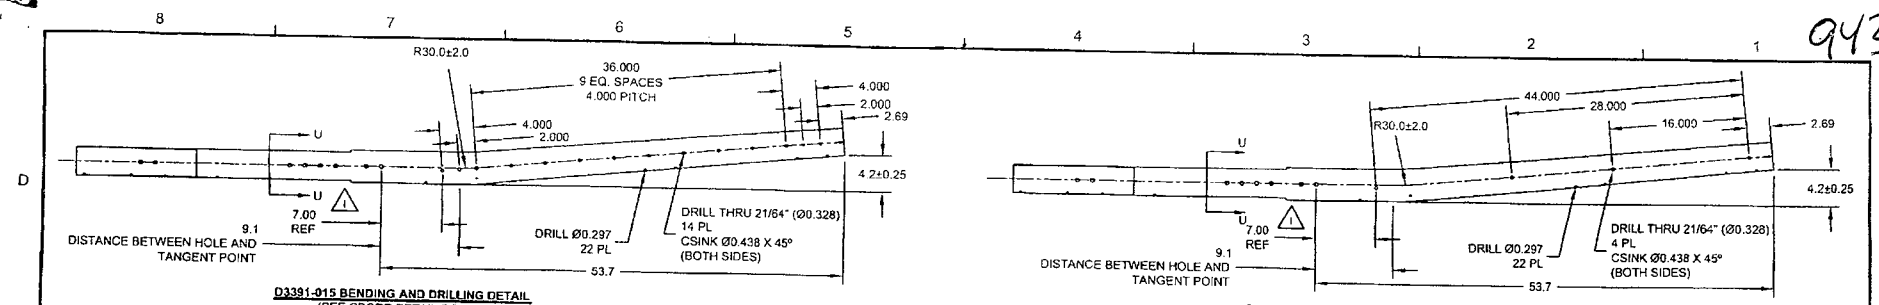 8 7 6 5 4 3 2 1
943
D
R30.0±2.0
36.000
9 EQ. SPACES
4.000 PITCH
4.000
2.000
2.69
4.000
2.000
U
U
4.2±0.25
7.00
REF
9.1
DISTANCE BETWEEN HOLE AND
TANGENT POINT
DRILL Ø0.297
22 PL
DRILL THRU 21/64" (Ø0.328)
14 PL
CSINK Ø0.438 X 45°
(BOTH SIDES)
53.7
D3391-015 BENDING AND DRILLING DETAIL
44.000
28.000
16.000
2.69
R30.0±2.0
U
U
4.2±0.25
7.00
REF
9.1
DISTANCE BETWEEN HOLE AND
TANGENT POINT
DRILL Ø0.297
22 PL
DRILL THRU 21/64" (Ø0.328)
4 PL
CSINK Ø0.438 X 45°
(BOTH SIDES)
53.7